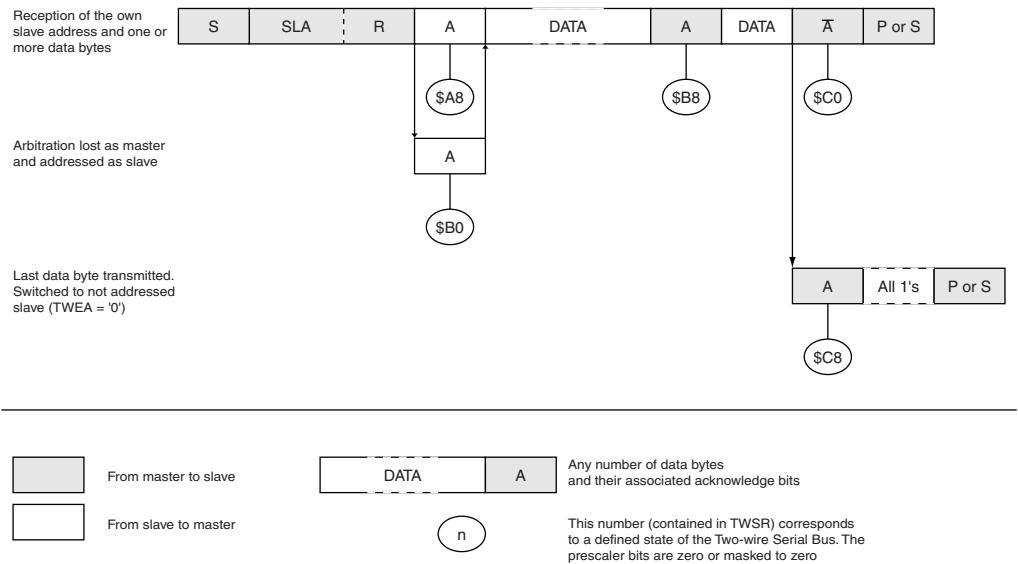 Reception of the own
slave address and one or
more data bytes
S SLA R A DATA A DATA A̅ P or S
$A8 $B8 $C0
Arbitration lost as master
and addressed as slave
A
$B0
Last data byte transmitted.
Switched to not addressed
slave (TWEA = '0')
A All 1's P or S
$C8
From master to slave
DATA A
Any number of data bytes
and their associated acknowledge bits
From slave to master
n
This number (contained in TWSR) corresponds
to a defined state of the Two-wire Serial Bus. The
prescaler bits are zero or masked to zero